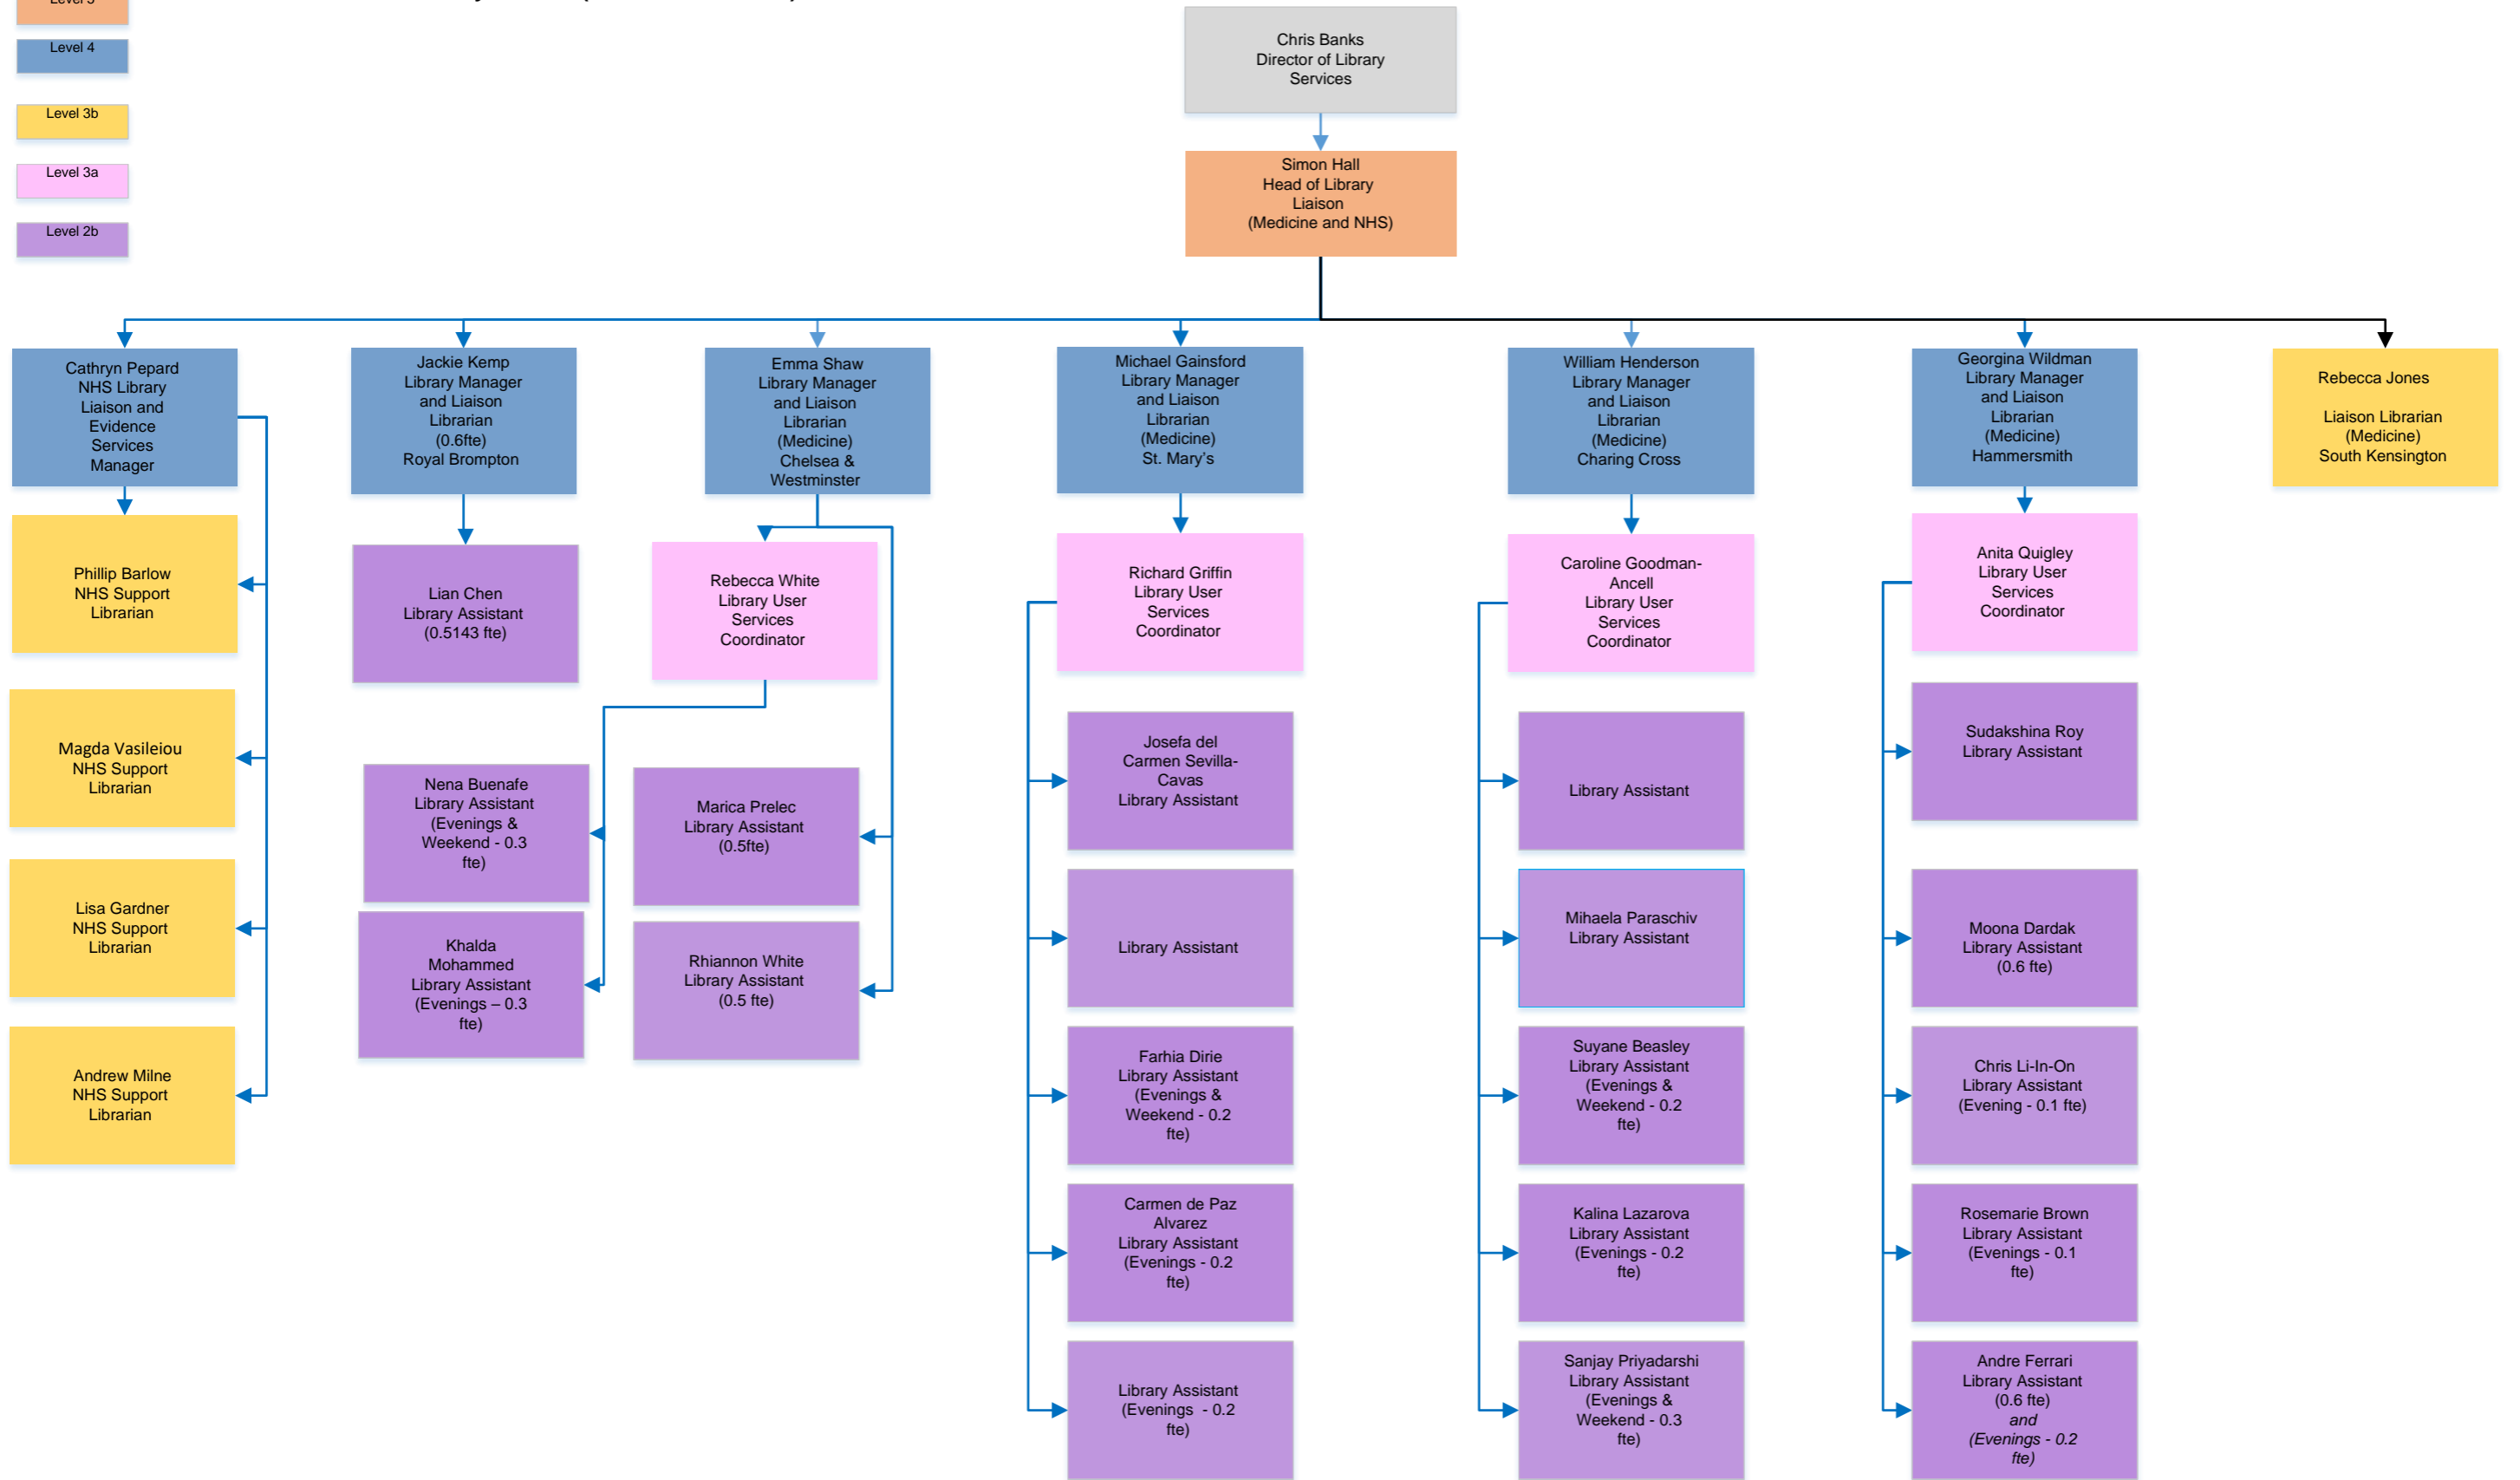 Level 4
Level 3b
Level 3a
Level 2b
Chris Banks
Director of Library
Services
Simon Hall
Head of Library
Liaison
(Medicine and NHS)
Cathryn Pepard
NHS Library
Liaison and
Evidence
Services
Manager
Jackie Kemp
Library Manager
and Liaison
Librarian
(0.6fte)
Royal Brompton
Emma Shaw
Library Manager
and Liaison
Librarian
(Medicine)
Chelsea &
Westminster
Michael Gainsford
Library Manager
and Liaison
Librarian
(Medicine)
St. Mary's
William Henderson
Library Manager
and Liaison
Librarian
(Medicine)
Charing Cross
Georgina Wildman
Library Manager
and Liaison
Librarian
(Medicine)
Hammersmith
Rebecca Jones
Liaison Librarian
(Medicine)
South Kensington
Phillip Barlow
NHS Support
Librarian
Magda Vasileiou
NHS Support
Librarian
Lisa Gardner
NHS Support
Librarian
Andrew Milne
NHS Support
Librarian
Lian Chen
Library Assistant
(0.5143 fte)
Rebecca White
Library User
Services
Coordinator
Nena Buenafe
Library Assistant
(Evenings &
Weekend - 0.3
fte)
Khalda
Mohammed
Library Assistant
(Evenings – 0.3
fte)
Marica Prelec
Library Assistant
(0.5fte)
Rhiannon White
Library Assistant
(0.5 fte)
Richard Griffin
Library User
Services
Coordinator
Josefa del
Carmen Sevilla-
Cavas
Library Assistant
Library Assistant
Farhia Dirie
Library Assistant
(Evenings &
Weekend - 0.2
fte)
Carmen de Paz
Alvarez
Library Assistant
(Evenings - 0.2
fte)
Library Assistant
(Evenings - 0.2
fte)
Caroline Goodman-
Ancell
Library User
Services
Coordinator
Library Assistant
Mihaela Paraschiv
Library Assistant
Suyane Beasley
Library Assistant
(Evenings &
Weekend - 0.2
fte)
Kalina Lazarova
Library Assistant
(Evenings - 0.2
fte)
Sanjay Priyadarshi
Library Assistant
(Evenings &
Weekend - 0.3
fte)
Anita Quigley
Library User
Services
Coordinator
Sudakshina Roy
Library Assistant
Moona Dardak
Library Assistant
(0.6 fte)
Chris Li-In-On
Library Assistant
(Evening - 0.1 fte)
Rosemarie Brown
Library Assistant
(Evenings - 0.1
fte)
Andre Ferrari
Library Assistant
(0.6 fte)
and
(Evenings - 0.2
fte)